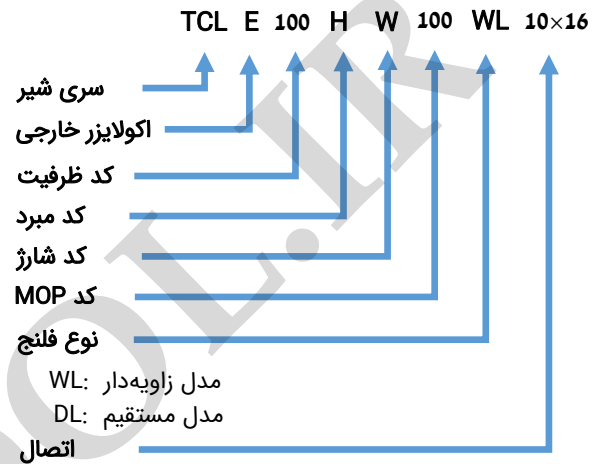 TCL E 100 H W 100 WL 10×16
سری شیر
اکولایزر خارجی
کد ظرفیت
کد مبرد
کد شارژ
کد MOP
نوع فلنج
WL: مدل زاویه‌دار
DL: مدل مستقیم
اتصال